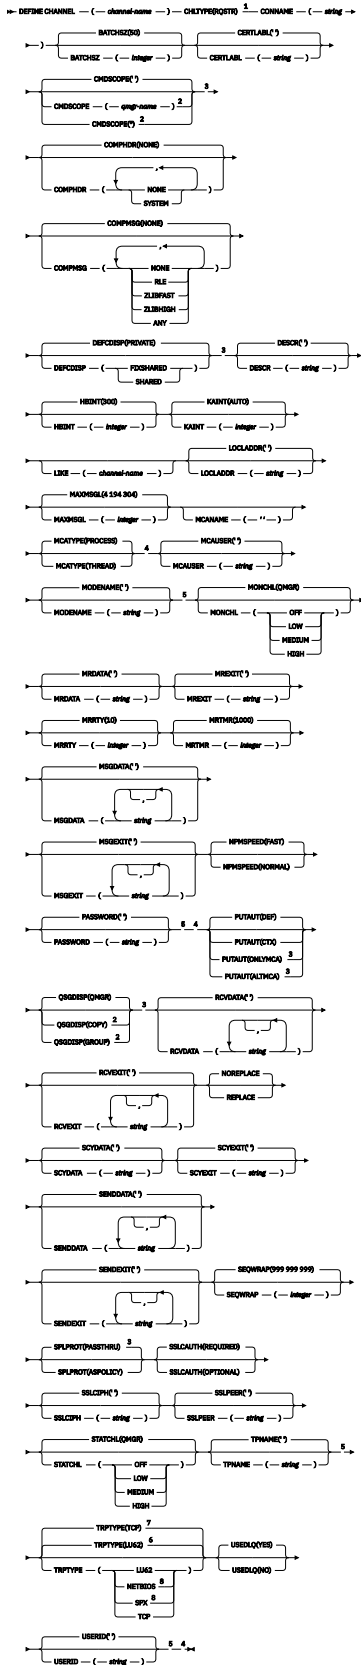 DEFINE CHANNEL ( channel-name ) CHLTYPE(RQSTR) 1 CONNAME ( string
) BATCHSZ(50) BATCHSZ ( integer ) CERTLABL(' ') CERTLABL ( string )
CMDSCOPE(' ') 3
CMDSCOPE ( qmgr-name ) 2
CMDSCOPE(*) 2
COMPHDR(NONE)
,
COMPHDR ( NONE )
SYSTEM
COMPMSG(NONE)
,
COMPMSG ( NONE )
RLE
ZLIBFAST
ZLIBHIGH
ANY
DEFCDISP(PRIVATE) 3 DESCR(' ')
DEFCDISP ( FIXSHARED ) DESCR ( string )
SHARED
HBINT(300) KAINT(AUTO)
HBINT ( integer ) KAINT ( integer )
LOCLADDR(' ')
LIKE ( channel-name ) LOCLADDR ( string )
MAXMSGL(4 194 304)
MAXMSGL ( integer ) MCANAME ( ' ' )
MCATYPE(PROCESS) 4 MCAUSER(' ')
MCATYPE(THREAD) MCAUSER ( string )
MODENAME(' ') 5 MONCHL(QMGR)
MODENAME ( string ) MONCHL ( OFF )
LOW
MEDIUM
HIGH
MRDATA(' ') MREXIT(' ')
MRDATA ( string ) MREXIT ( string )
MRRTY(10) MRTMR(1000)
MRRTY ( integer ) MRTMR ( integer )
MSGDATA(' ')
,
MSGDATA ( string )
MSGEXIT(' ') NPMSPEED(FAST)
, NPMSPEED(NORMAL)
MSGEXIT ( string )
PASSWORD(' ') 5 4 PUTAUT(DEF)
PASSWORD ( string ) PUTAUT(CTX)
PUTAUT(ONLYMCA) 3
PUTAUT(ALTMCA) 3
QSGDISP(QMGR) 3 RCVDATA(' ')
QSGDISP(COPY) 2 ,
QSGDISP(GROUP) 2 RCVDATA ( string )
RCVEXIT(' ') NOREPLACE
, REPLACE
RCVEXIT ( string )
SCYDATA(' ') SCYEXIT(' ')
SCYDATA ( string ) SCYEXIT ( string )
SENDDATA(' ')
,
SENDDATA ( string )
SENDEXIT(' ') SEQWRAP(999 999 999)
, SEQWRAP ( integer )
SENDEXIT ( string )
SPLPROT(PASSTHRU) 3 SSLCAUTH(REQUIRED)
SPLPROT(ASPOLICY) SSLCAUTH(OPTIONAL)
SSLCIPH(' ') SSLPEER(' ')
SSLCIPH ( string ) SSLPEER ( string )
STATCHL(QMGR) TPNAME(' ') 5
STATCHL ( OFF ) TPNAME ( string )
LOW
MEDIUM
HIGH
TRPTYPE(TCP) 7
TRPTYPE(LU62) 6 USEDLQ(YES)
TRPTYPE ( LU62 ) USEDLQ(NO)
NETBIOS 8
SPX 8
TCP
USERID(' ') 5 4
USERID ( string )